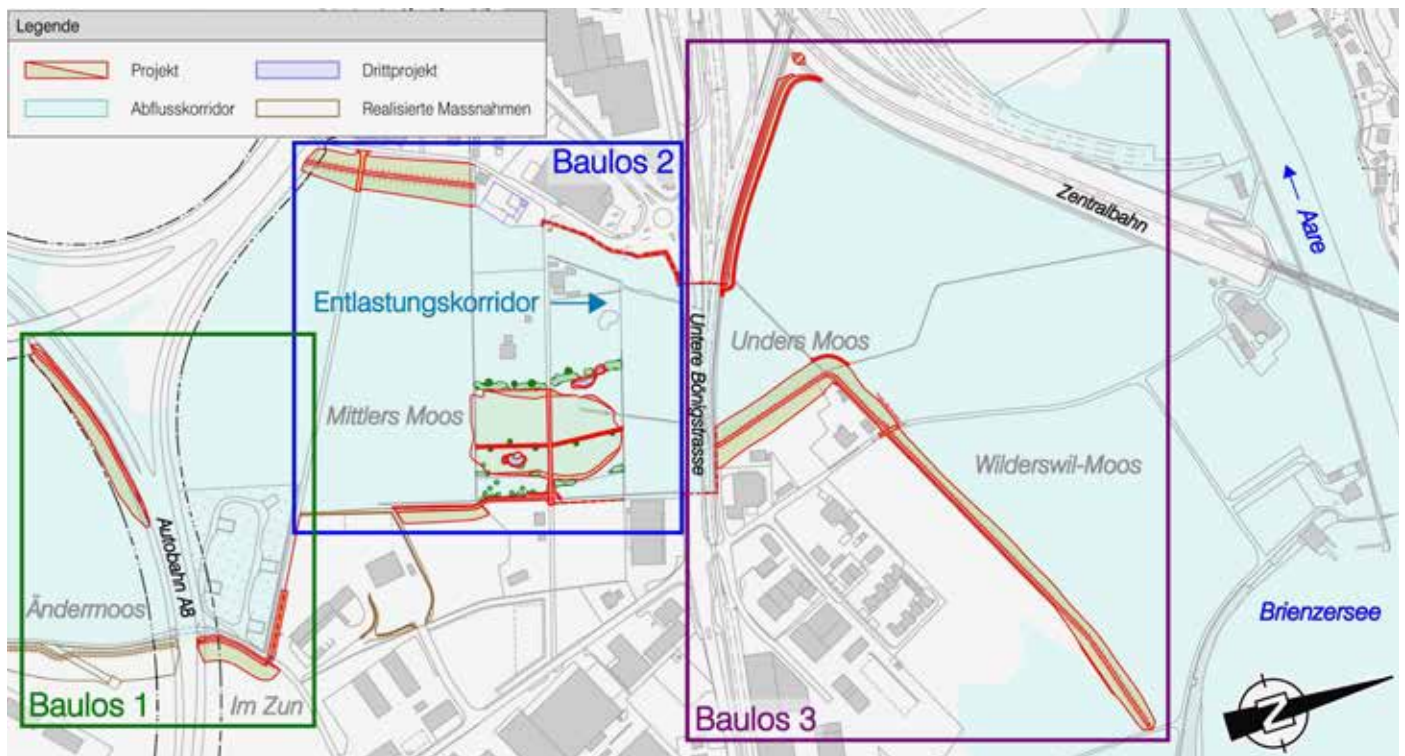 Legende
Projekt
Drittprojekt
Abflusskorridor
Realisierte Massnahmen
Baulos 2
Zentralbahn
Aare
Entlastungskorridor
Unders Moos
Untere Bönigstrasse
Mittlers Moos
Wilderswil-Moos
Autobahn A8
Ändermoos
Brienzersee
Baulos 1
Im Zun
Baulos 3
N